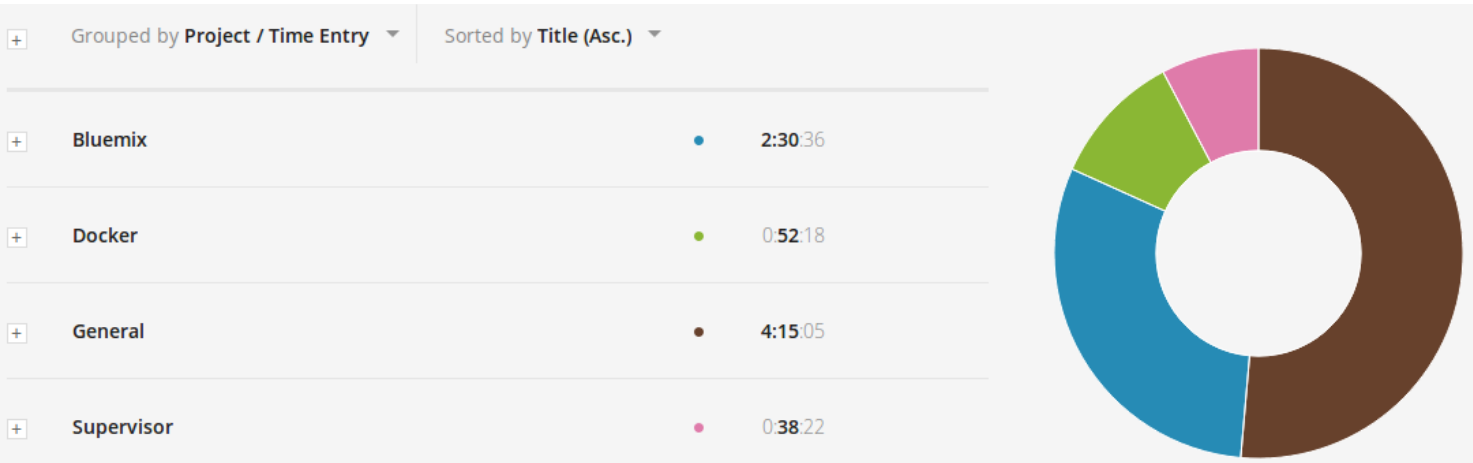 Grouped by Project / Time Entry Sorted by Title (Asc.)
Bluemix 2:30:36
Docker 0:52:18
General 4:15:05
Supervisor 0:38:22